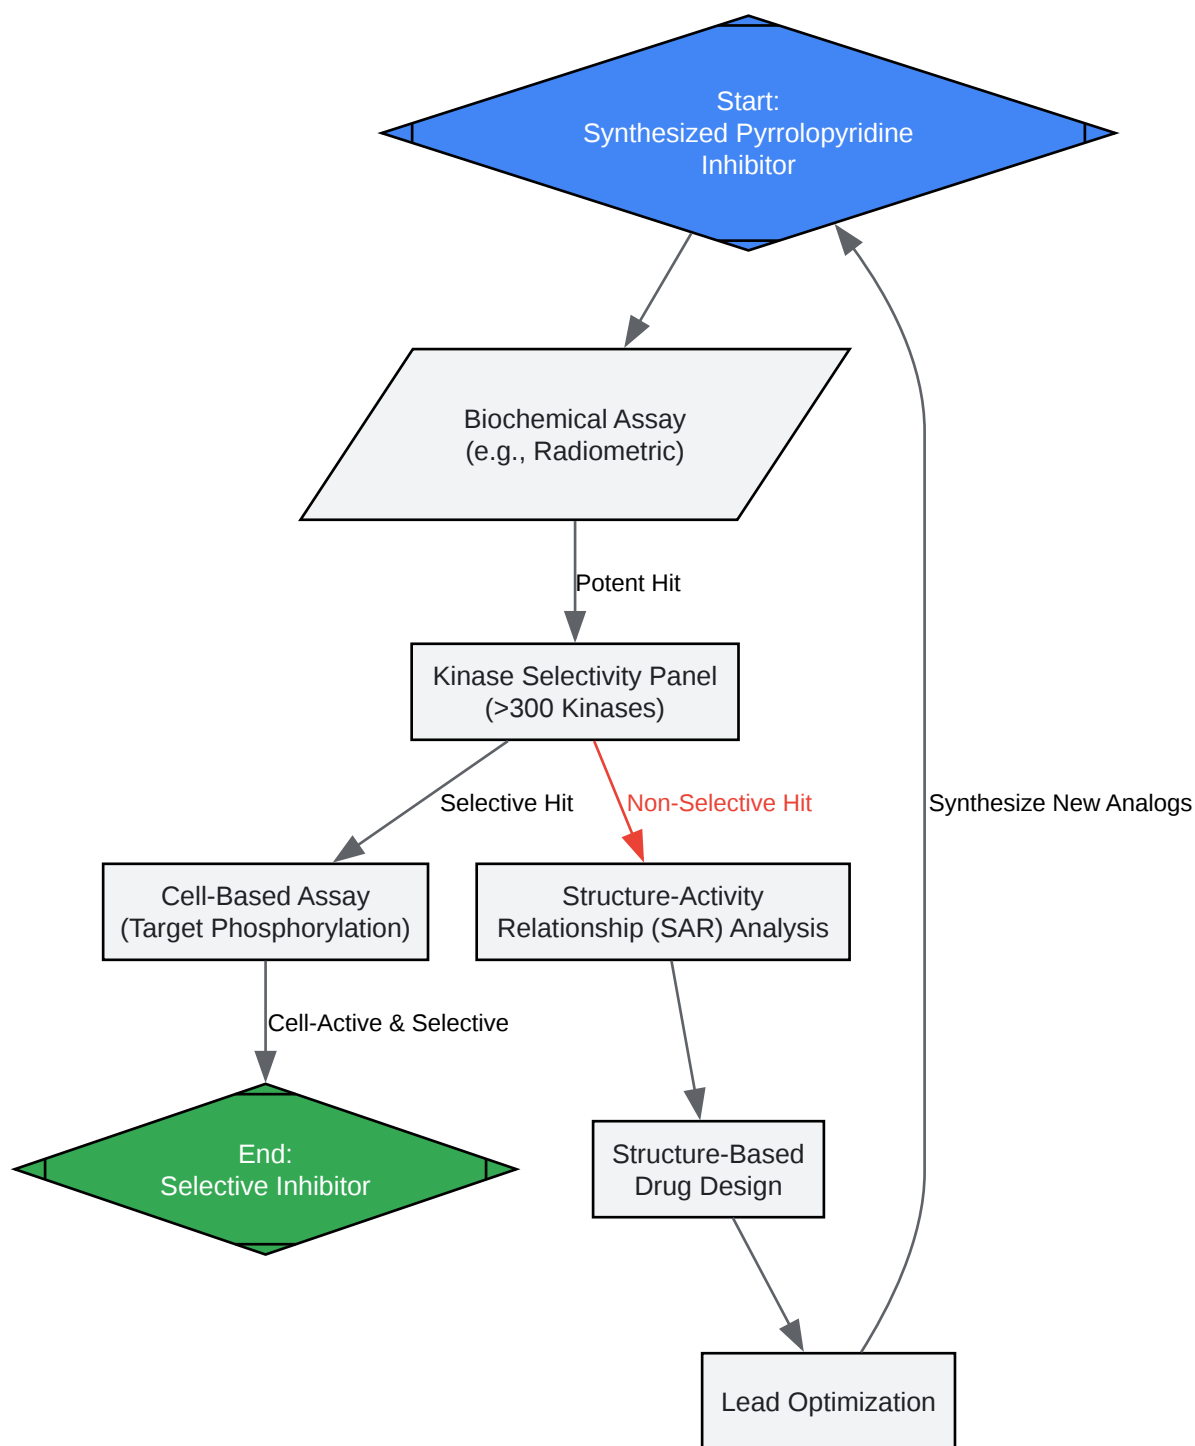 Start:
Synthesized Pyrrolopyridine
Inhibitor
Biochemical Assay
(e.g., Radiometric)
Potent Hit
Kinase Selectivity Panel
(>300 Kinases)
Selective Hit
Non-Selective Hit
Synthesize New Analogs
Cell-Based Assay
(Target Phosphorylation)
Structure-Activity
Relationship (SAR) Analysis
Cell-Active & Selective
End:
Selective Inhibitor
Structure-Based
Drug Design
Lead Optimization